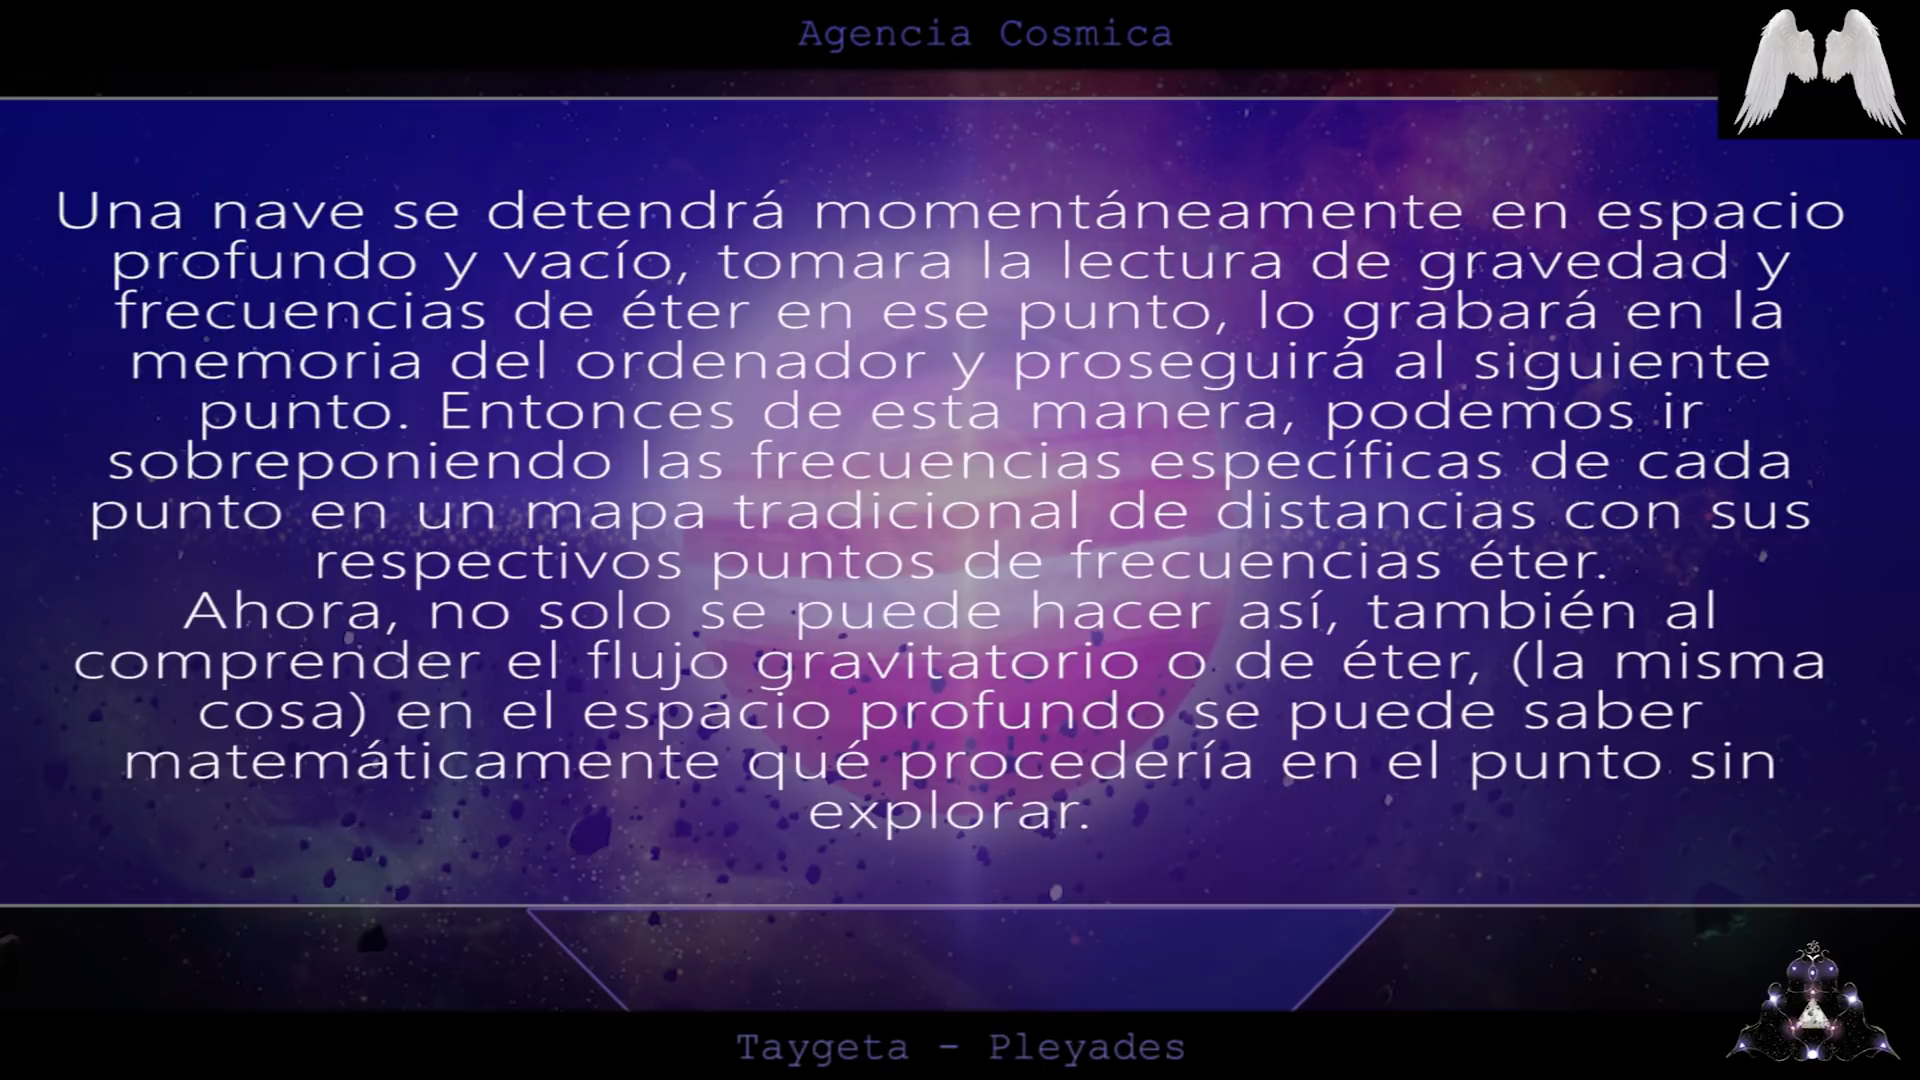 Agencia Cosmica
Una nave se detendrá momentáneamente en espacio
profundo y vacío, tomara la lectura de gravedad y
frecuencias de éter en ese punto, lo grabará en la
memoria del ordenador y proseguirá al siguiente
punto. Entonces de esta manera, podemos ir
sobreponiendo las frecuencias específicas de cada
punto en un mapa tradicional de distancias con sus
respectivos puntos de frecuencias éter.
Ahora, no solo se puede hacer así, también al
comprender el flujo gravitatorio o de éter, (la misma
cosa) en el espacio profundo se puede saber
matemáticamente qué procedería en el punto sin
explorar.
ॐ
Taygeta - Pleyades